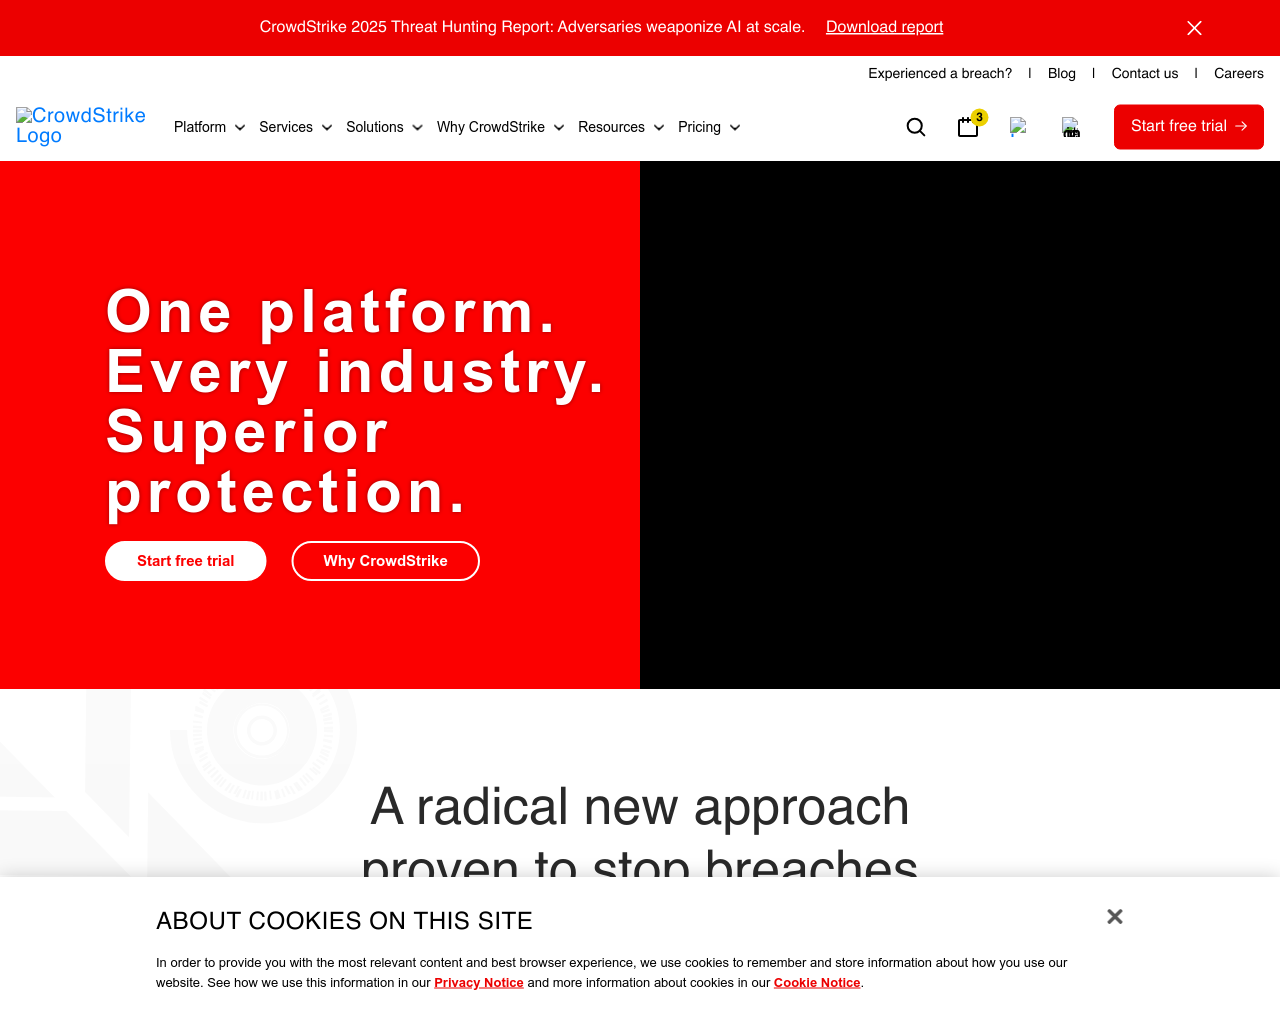 CrowdStrike 2025 Threat Hunting Report: Adversaries weaponize AI at scale. Download report
Experienced a breach? | Blog | Contact us | Careers
CrowdStrike
Logo
Platform Services Solutions Why CrowdStrike Resources Pricing
3
Start free trial →
One platform.
Every industry.
Superior
protection.
Start free trial Why CrowdStrike
A radical new approach
proven to stop breaches
ABOUT COOKIES ON THIS SITE
In order to provide you with the most relevant content and best browser experience, we use cookies to remember and store information about how you use our
website. See how we use this information in our Privacy Notice and more information about cookies in our Cookie Notice.